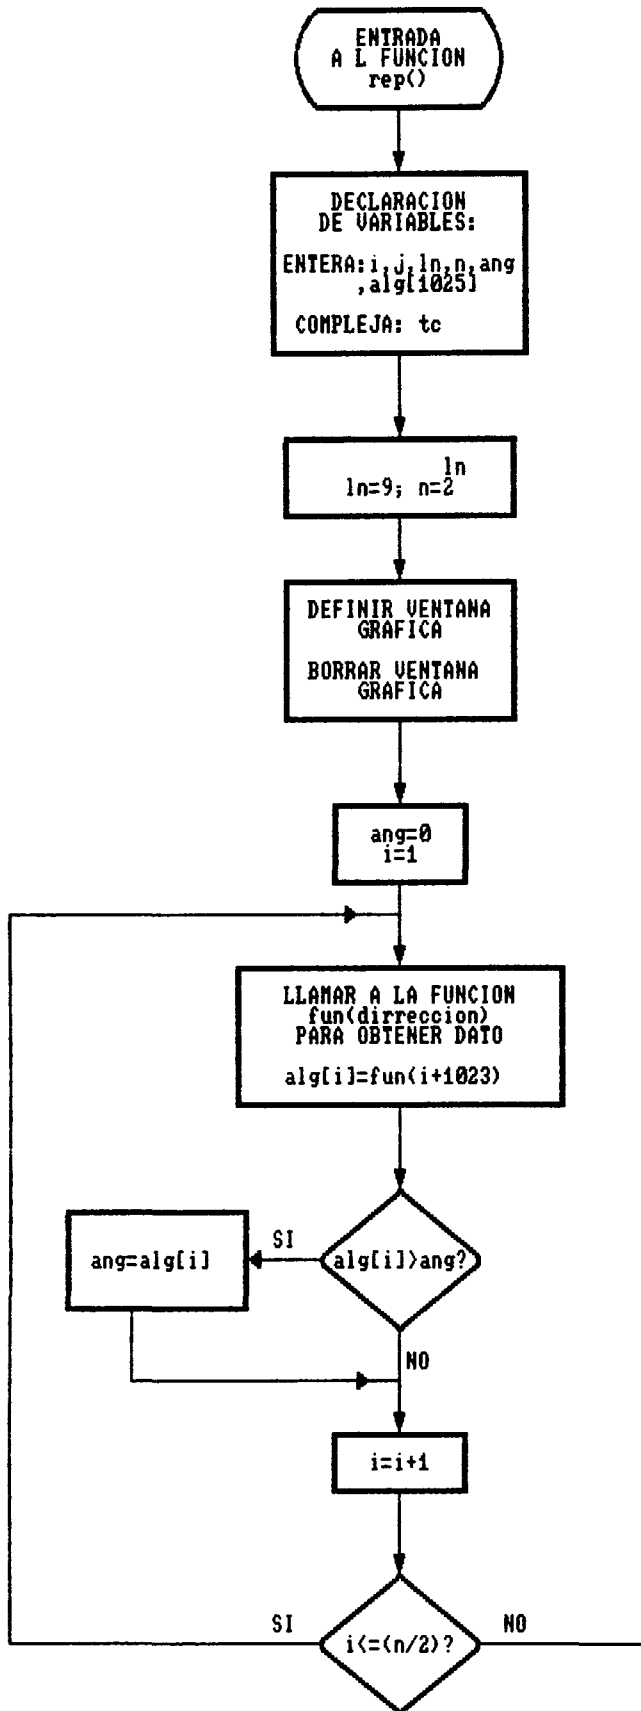 ENTRADA
A L FUNCION
rep()
DECLARACION
DE VARIABLES:
ENTERA: i,j,ln,n,ang
,alg[1025]
COMPLEJA: tc
ln
ln=9; n=2
DEFINIR VENTANA
GRAFICA
BORRAR VENTANA
GRAFICA
ang=0
i=1
LLAMAR A LA FUNCION
fun(dirreccion)
PARA OBTRENER DATO
alg[i]=fun(i+1023)
alg[i]>ang?
SI
ang=alg[i]
NO
i=i+1
SI
i<=(n/2)?
NO